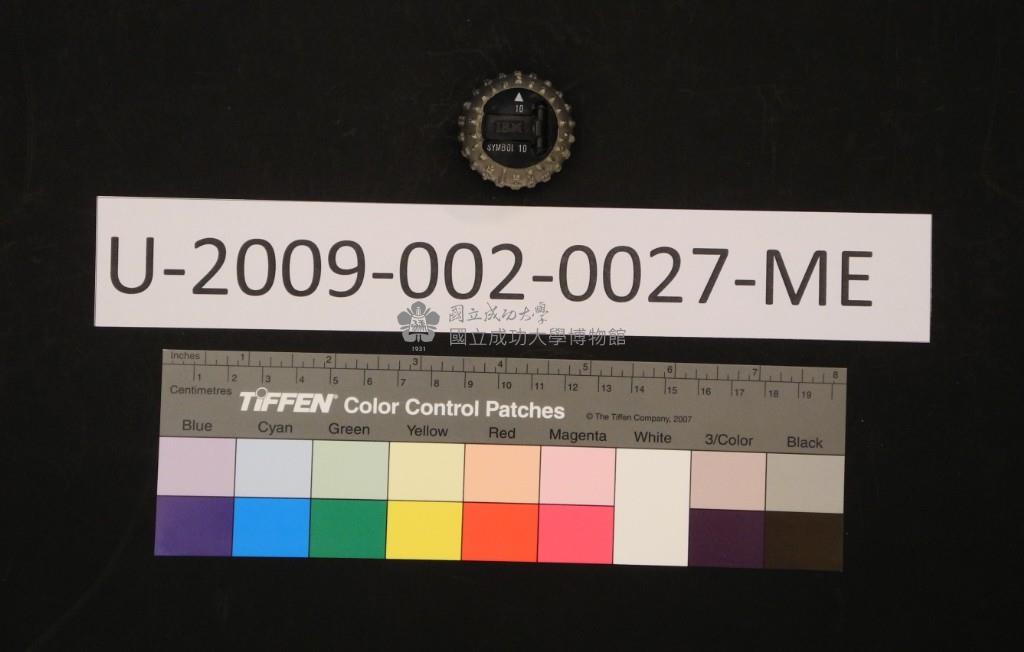 10
IBM
SYMBOL 10
U-2009-002-0027-ME
國立成功大學
國立成功大學博物館
1931
Inches 1 2 3 4 5 6 7 8
Centimetres 1 2 3 4 5 6 7 8 9 10 11 12 13 14 15 16 17 18 19
TIFFEN® Color Control Patches © The Tiffen Company, 2007
Blue Cyan Green Yellow Red Magenta White 3/Color Black